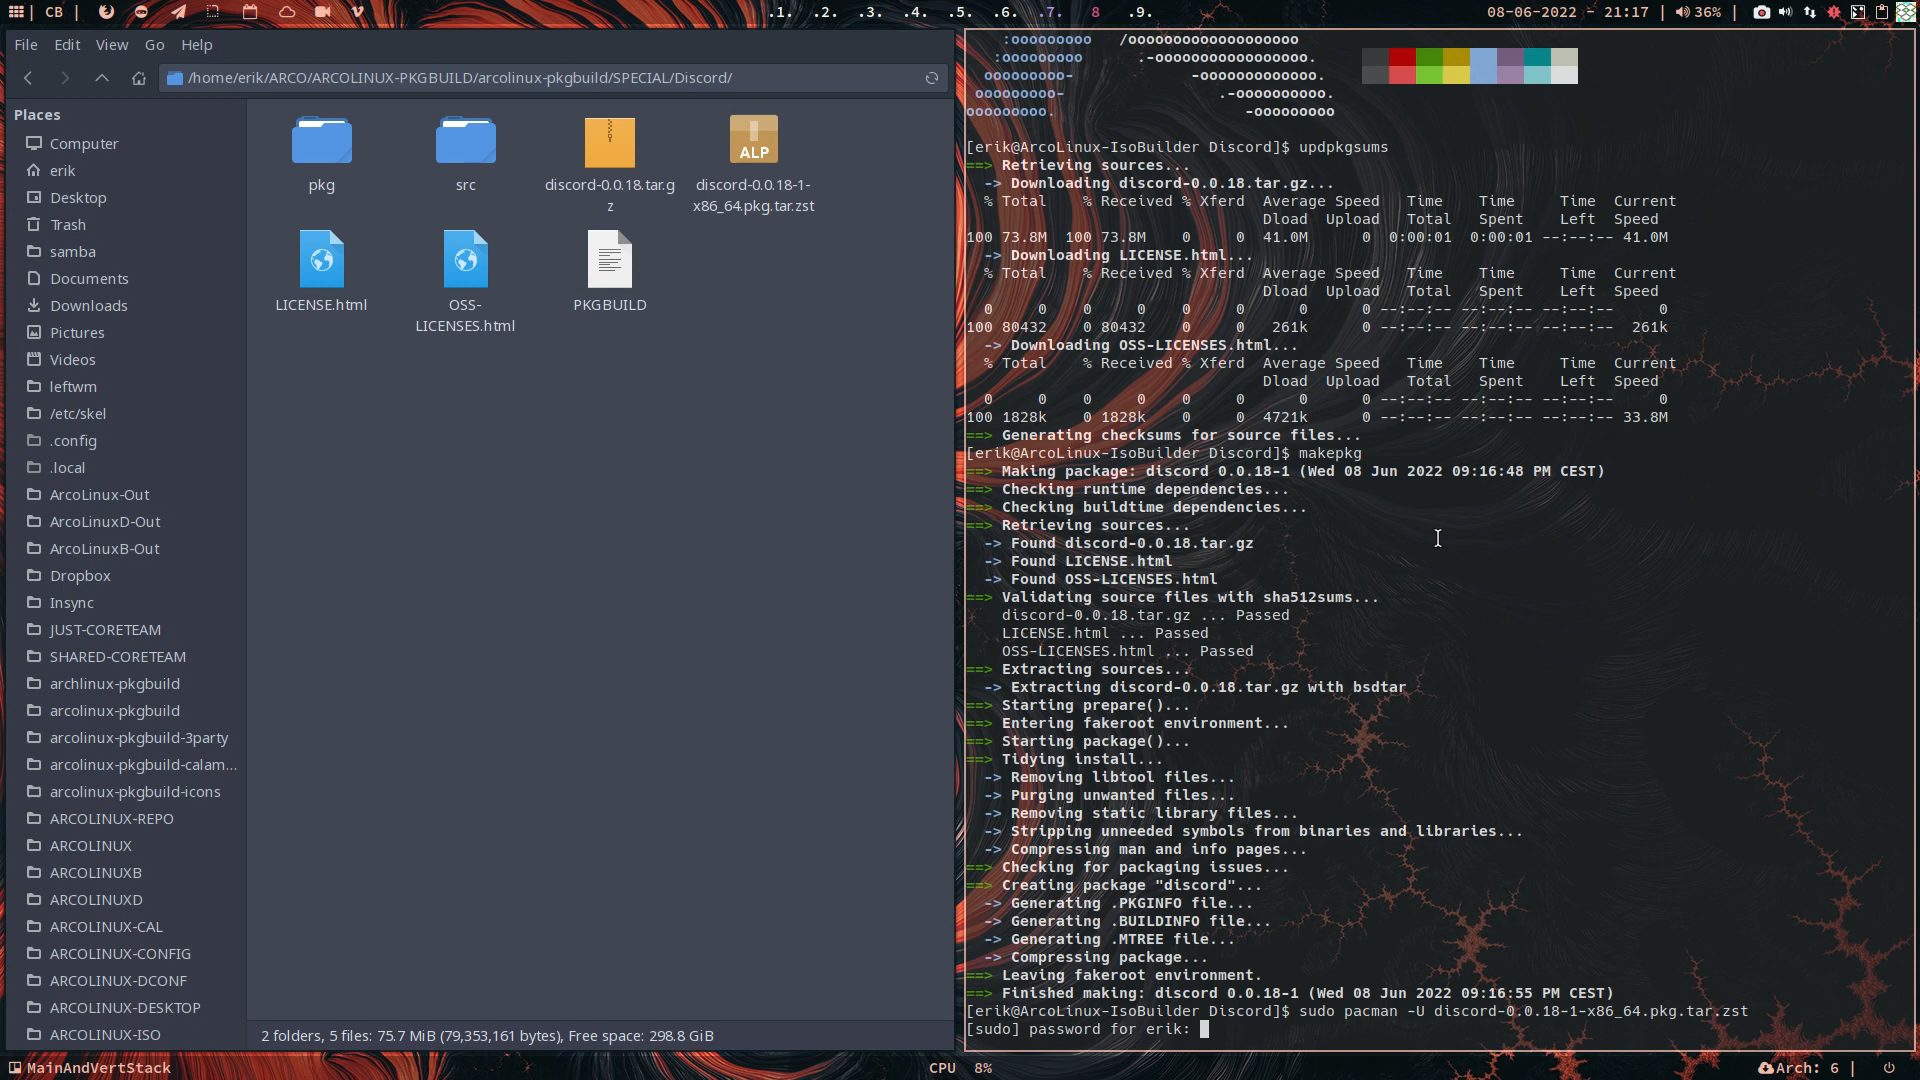 CB
.1. .2. .3. .4. .5. .6. .7. 8 .9.
08-06-2022 - 21:17 | 36% |
File Edit View Go Help
/home/erik/ARCO/ARCOLINUX-PKGBUILD/arcolinux-pkgbuild/SPECIAL/Discord/
Places
Computer
erik
Desktop
Trash
samba
Documents
Downloads
Pictures
Videos
leftwm
/etc/skel
.config
.local
ArcoLinux-Out
ArcoLinuxD-Out
ArcoLinuxB-Out
Dropbox
Insync
JUST-CORETEAM
SHARED-CORETEAM
archlinux-pkgbuild
arcolinux-pkgbuild
arcolinux-pkgbuild-3party
arcolinux-pkgbuild-calam...
arcolinux-pkgbuild-icons
ARCOLINUX-REPO
ARCOLINUX
ARCOLINUXB
ARCOLINUXD
ARCOLINUX-CAL
ARCOLINUX-CONFIG
ARCOLINUX-DCONF
ARCOLINUX-DESKTOP
ARCOLINUX-ISO
pkg
src
discord-0.0.18.tar.g
z
ALP
discord-0.0.18-1-
x86_64.pkg.tar.zst
LICENSE.html
OSS-
LICENSES.html
PKGBUILD
2 folders, 5 files: 75.7 MiB (79,353,161 bytes), Free space: 298.8 GiB
:ooooooooo   /ooooooooooooooooooo
:oooooooooo      .-ooooooooooooooooo.
ooooooooo-             -ooooooooooooo.
ooooooooo-                 .-oooooooooo.
ooooooooo.                     -ooooooooo
[erik@ArcoLinux-IsoBuilder Discord]$ updpkgsums
==> Retrieving sources...
-> Downloading discord-0.0.18.tar.gz...
% Total    % Received % Xferd  Average Speed   Time    Time     Time  Current
Dload  Upload   Total   Spent    Left  Speed
100 73.8M  100 73.8M    0     0  41.0M      0  0:00:01  0:00:01 --:--:-- 41.0M
-> Downloading LICENSE.html...
% Total    % Received % Xferd  Average Speed   Time    Time     Time  Current
Dload  Upload   Total   Spent    Left  Speed
0     0    0     0    0     0      0      0 --:--:-- --:--:-- --:--:--     0
100 80432    0 80432    0     0   261k      0 --:--:-- --:--:-- --:--:--  261k
-> Downloading OSS-LICENSES.html...
% Total    % Received % Xferd  Average Speed   Time    Time     Time  Current
Dload  Upload   Total   Spent    Left  Speed
0     0    0     0    0     0      0      0 --:--:-- --:--:-- --:--:--     0
100 1828k    0 1828k    0     0  4721k      0 --:--:-- --:--:-- --:--:-- 33.8M
==> Generating checksums for source files...
[erik@ArcoLinux-IsoBuilder Discord]$ makepkg
==> Making package: discord 0.0.18-1 (Wed 08 Jun 2022 09:16:48 PM CEST)
==> Checking runtime dependencies...
==> Checking buildtime dependencies...
==> Retrieving sources...
-> Found discord-0.0.18.tar.gz
-> Found LICENSE.html
-> Found OSS-LICENSES.html
==> Validating source files with sha512sums...
discord-0.0.18.tar.gz ... Passed
LICENSE.html ... Passed
OSS-LICENSES.html ... Passed
==> Extracting sources...
-> Extracting discord-0.0.18.tar.gz with bsdtar
==> Starting prepare()...
==> Entering fakeroot environment...
==> Starting package()...
==> Tidying install...
-> Removing libtool files...
-> Purging unwanted files...
-> Removing static library files...
-> Stripping unneeded symbols from binaries and libraries...
-> Compressing man and info pages...
==> Checking for packaging issues...
==> Creating package "discord"...
-> Generating .PKGINFO file...
-> Generating .BUILDINFO file...
-> Generating .MTREE file...
-> Compressing package...
==> Leaving fakeroot environment.
==> Finished making: discord 0.0.18-1 (Wed 08 Jun 2022 09:16:55 PM CEST)
[erik@ArcoLinux-IsoBuilder Discord]$ sudo pacman -U discord-0.0.18-1-x86_64.pkg.tar.zst
[sudo] password for erik:
MainAndVertStack
CPU 8%
Arch: 6 |